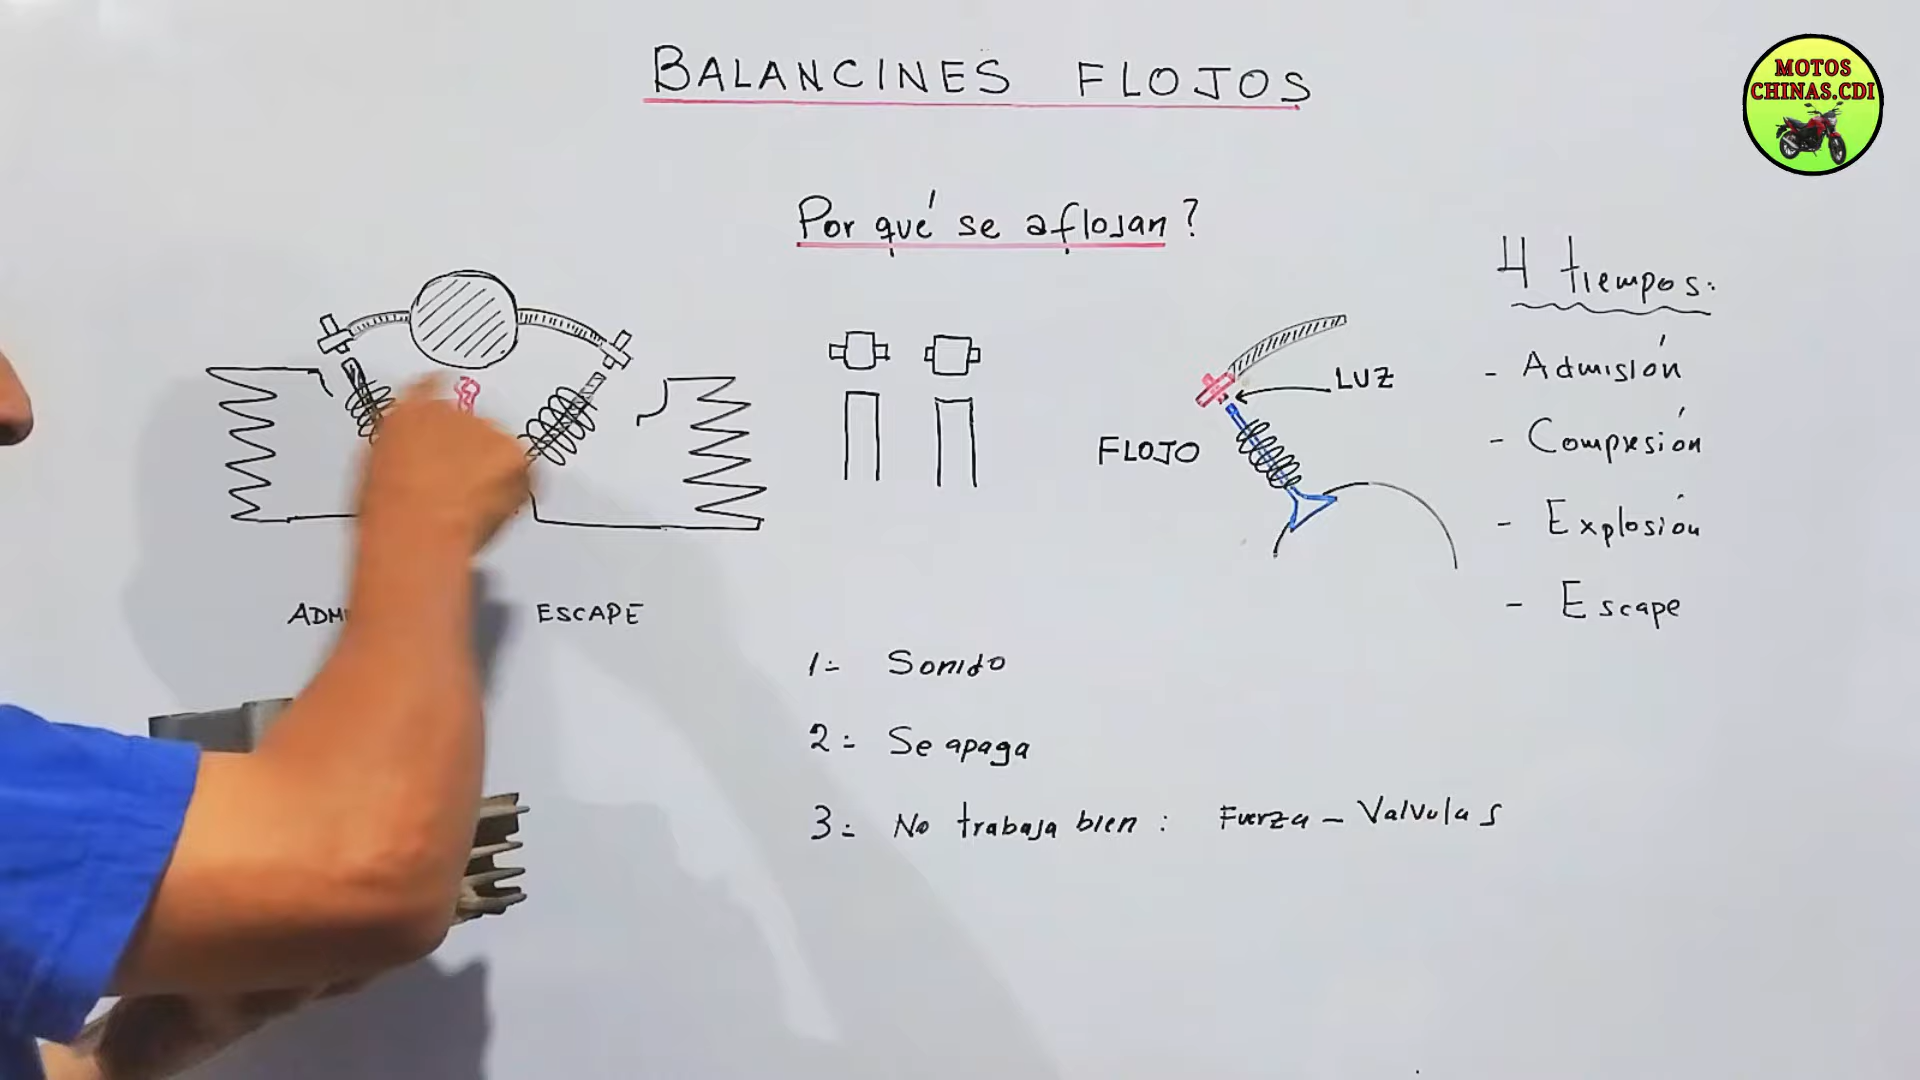 BALANCINES FLOJOS
MOTOS
CHINAS.CDI
Por qué se aflojan?
4 tiempos:
- Admisión
- Compresión
- Explosión
- Escape
LUZ
FLOJO
ESCAPE
1= Sonido
2= Se apaga
3= No trabaja bien: Fuerza - Valvulas